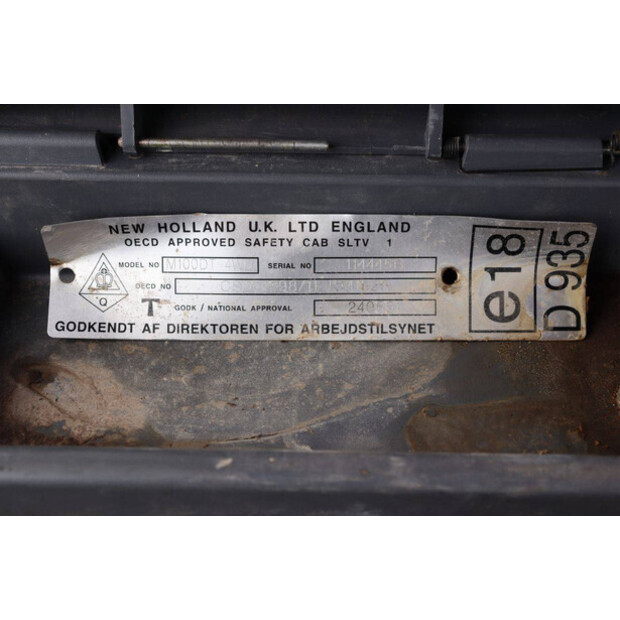 NEW HOLLAND U.K. LTD ENGLAND
OECD APPROVED SAFETY CAB SLTV 1
MODEL NO M100DT SERIAL NO
OECD NO
Q
T GODK / NATIONAL APPROVAL
GODKENDT AF DIREKTOREN FOR ARBEJDSTILSYNET
e18
D 935